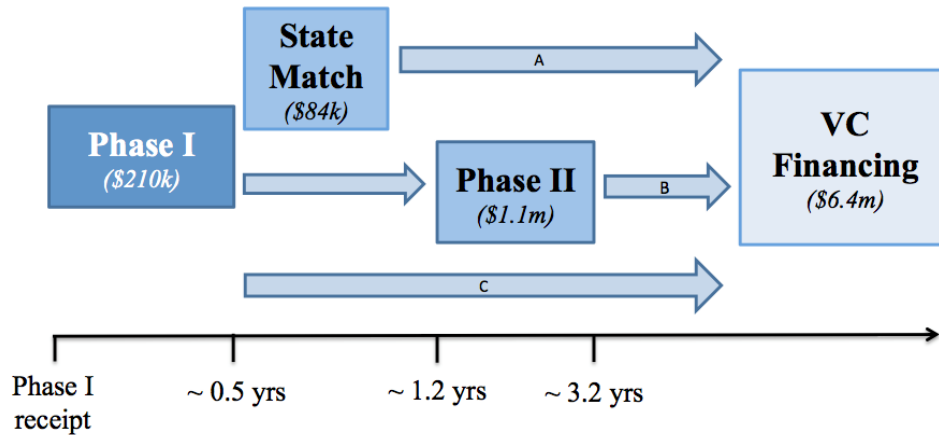 State
Match
($84k)
A
Phase I
($210k)
VC
Financing
($6.4m)
Phase II
($1.1m)
B
C
Phase I
receipt
~ 0.5 yrs
~ 1.2 yrs
~ 3.2 yrs